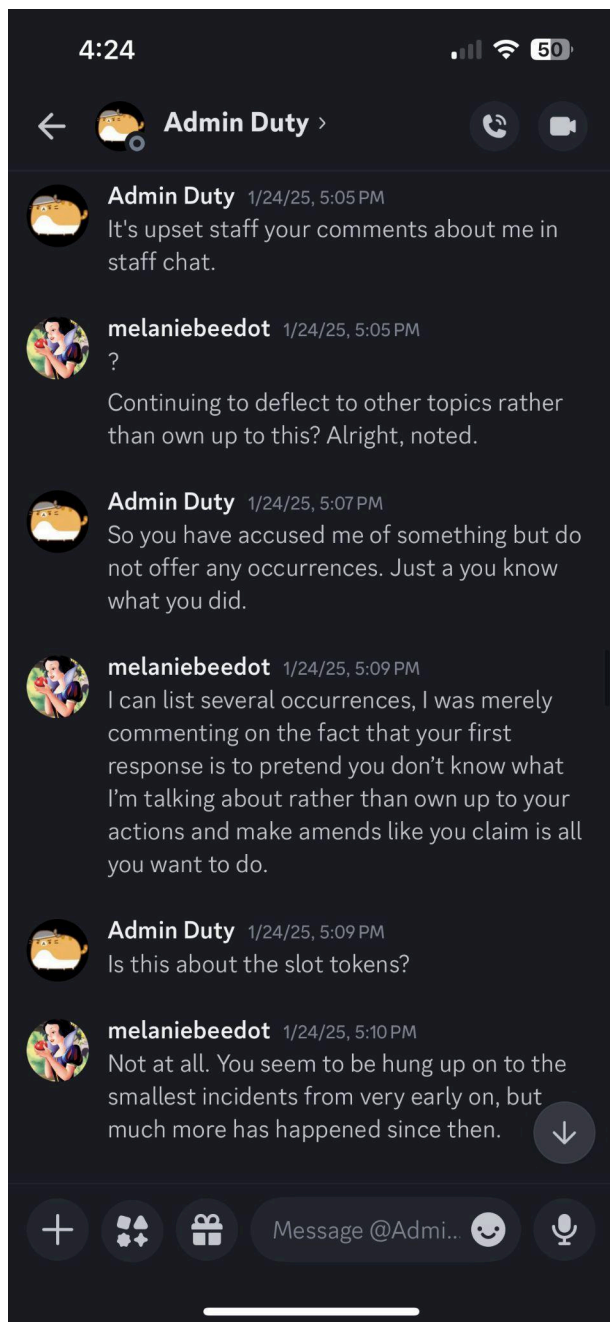 4:24
50
Admin Duty
Admin Duty 1/24/25, 5:05 PM
It's upset staff your comments about me in
staff chat.
melaniebeedot 1/24/25, 5:05 PM
?
Continuing to deflect to other topics rather
than own up to this? Alright, noted.
Admin Duty 1/24/25, 5:07 PM
So you have accused me of something but do
not offer any occurrences. Just a you know
what you did.
melaniebeedot 1/24/25, 5:09 PM
I can list several occurrences, I was merely
commenting on the fact that your first
response is to pretend you don’t know what
I’m talking about rather than own up to your
actions and make amends like you claim is all
you want to do.
Admin Duty 1/24/25, 5:09 PM
Is this about the slot tokens?
melaniebeedot 1/24/25, 5:10 PM
Not at all. You seem to be hung up on to the
smallest incidents from very early on, but
much more has happened since then.
Message @Admi...